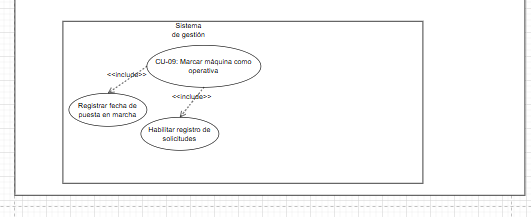 Sistema
de gestión
CU-09: Marcar máquina como
operativa
<<include>>
<<include>>
Registrar fecha de
puesta en marcha
Habilitar registro de
solicitudes